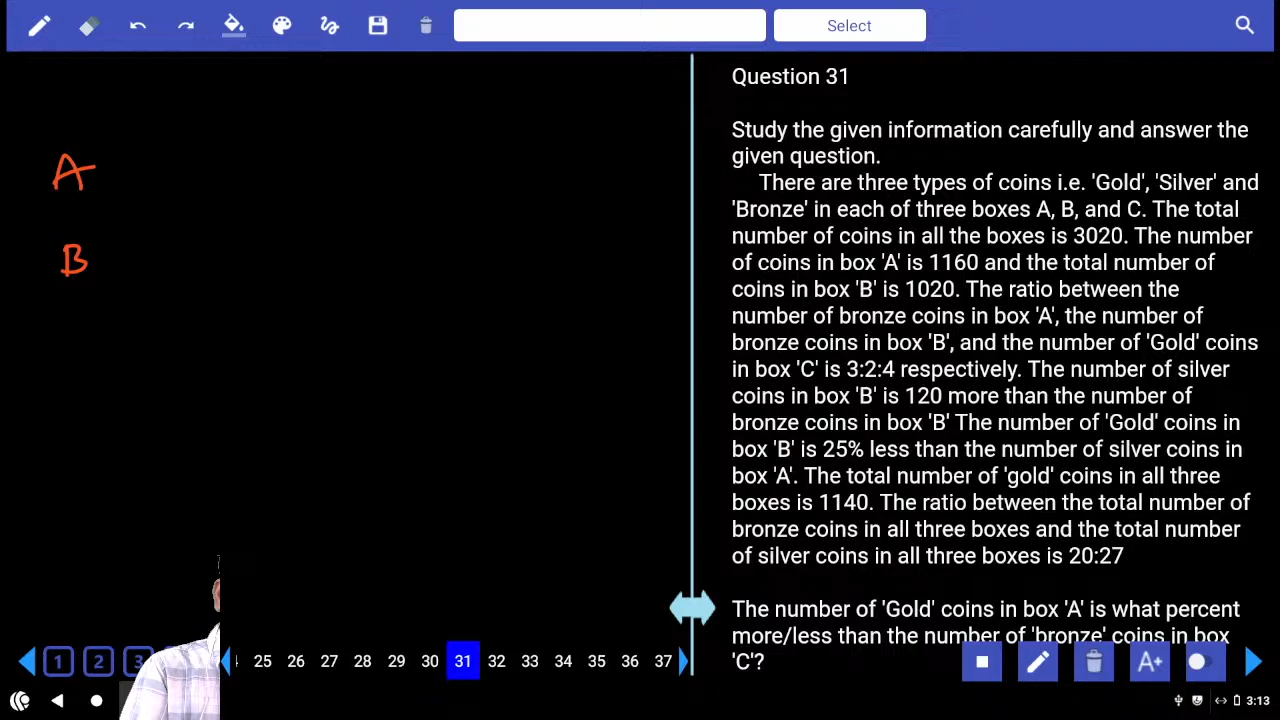 Select
Question 31
Study the given information carefully and answer the
given question.
There are three types of coins i.e. 'Gold', 'Silver' and
'Bronze' in each of three boxes A, B, and C. The total
number of coins in all the boxes is 3020. The number
of coins in box 'A' is 1160 and the total number of
coins in box 'B' is 1020. The ratio between the
number of bronze coins in box 'A', the number of
bronze coins in box 'B', and the number of 'Gold' coins
in box 'C' is 3:2:4 respectively. The number of silver
coins in box 'B' is 120 more than the number of
bronze coins in box 'B' The number of 'Gold' coins in
box 'B' is 25% less than the number of silver coins in
box 'A'. The total number of 'gold' coins in all three
boxes is 1140. The ratio between the total number of
bronze coins in all three boxes and the total number
of silver coins in all three boxes is 20:27
The number of 'Gold' coins in box 'A' is what percent
more/less than the number of 'bronze' coins in box
'C'?
A
B
1 2 3
25 26 27 28 29 30 31 32 33 34 35 36 37
A+
3:13